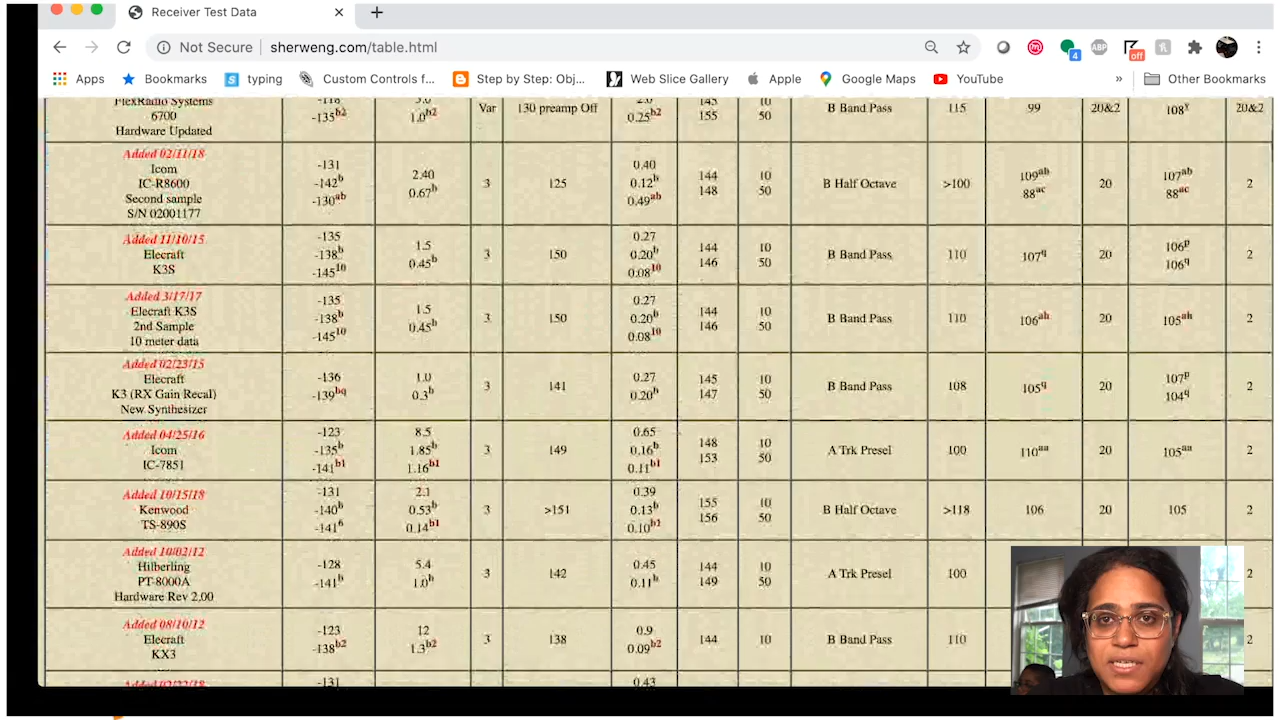 Receiver Test Data
Not Secure sherweng.com/table.html
4 ABP off
Apps Bookmarks typing Custom Controls f... Step by Step: Obj... Web Slice Gallery Apple Google Maps YouTube » Other Bookmarks
FlexRadio Systems
6700
Hardware Updated
-118
-135b2
1.0b2
Var
130 preamp Off
0.25b2
145
155
10
50
B Band Pass
115
99
20&2
108y
20&2
Added 02/11/18
Icom
IC-R8600
Second sample
S/N 02001177
-131
-142b
-130ab
2.40
0.67b
3
125
0.40
0.12b
0.49ab
144
148
10
50
B Half Octave
>100
109ab
88ac
20
107ab
88ac
2
Added 11/10/15
Elecraft
K3S
-135
-138b
-14510
1.5
0.45b
3
150
0.27
0.20b
0.0810
144
146
10
50
B Band Pass
110
107q
20
106p
106q
2
Added 3/17/17
Elecraft K3S
2nd Sample
10 meter data
-135
-138b
-14510
1.5
0.45b
3
150
0.27
0.20b
0.0810
144
146
10
50
B Band Pass
110
106ah
20
105ah
2
Added 02/23/15
Elecraft
K3 (RX Gain Recal)
New Synthesizer
-136
-139bq
1.0
0.3b
3
141
0.27
0.20b
145
147
10
50
B Band Pass
108
105q
20
107p
104q
2
Added 04/25/16
Icom
IC-7851
-123
-135b
-141b1
8.5
1.85b
1.16b1
3
149
0.65
0.16b
0.11b1
148
153
10
50
A Trk Presel
100
110aa
20
105aa
2
Added 10/15/18
Kenwood
TS-890S
-131
-140b
-1416
2.1
0.53b
0.14b1
3
>151
0.39
0.13b
0.10b1
155
156
10
50
B Half Octave
>118
106
20
105
2
Added 10/02/12
Hilberling
PT-8000A
Hardware Rev 2.00
-128
-141b
5.4
1.0b
3
142
0.45
0.11b
144
149
10
50
A Trk Presel
100
2
Added 08/10/12
Elecraft
KX3
-123
-138b2
12
1.3b2
3
138
0.9
0.09b2
144
10
B Band Pass
110
2
Added 02/22/18
-131
0.43